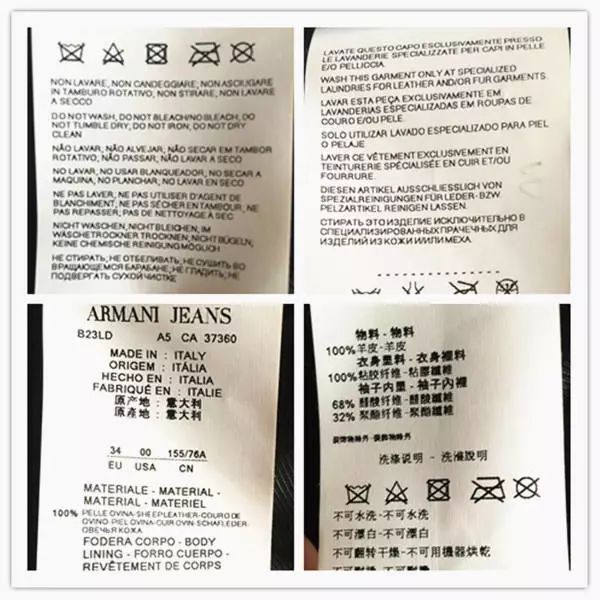 NON LAVARE, NON CANDEGGIARE, NON ASCIUGARE
IN TAMBURO ROTATIVO, NON STIRARE, NON LAVARE
A SECCO
DO NOT WASH, DO NOT BLEACH/NO BLEACH, DO
NOT TUMBLE DRY, DO NOT IRON, DO NOT DRY
CLEAN
NÃO LAVAR, NÃO ALVEJAR, NÃO SECAR EM TAMBOR
ROTATIVO, NÃO PASSAR, NÃO LAVAR À SECO
NO LAVAR, NO USAR BLANQUEADOR, NO SECAR A
MAQUINA, NO PLANCHAR, NO LAVAR EN SECO
NE PAS LAVER, NE PAS UTILISER D'AGENT DE
BLANCHIMENT, NE PAS SÉCHER EN TAMBOUR, NE
PAS REPASSER; PAS DE NETTOYAGE À SEC
NICHT WASCHEN, NICHT BLEICHEN, IM
WÄSCHETROCKNER TROCKNEN, NICHT BÜGELN;
KEINE CHEMISCHE REINIGUNG MÖGLICH
НЕ СТИРАТЬ; НЕ ОТБЕЛИВАТЬ; НЕ СУШИТЬ ВО
ВРАЩАЮЩЕМСЯ БАРАБАНЕ; НЕ ГЛАДИТЬ; НЕ
ПОДВЕРГАТЬ СУХОЙ ЧИСТКЕ
LAVATE QUESTO CAPO ESCLUSIVAMENTE PRESSO
LE LAVANDERIE SPECIALIZZATE PER CAPI IN PELLE
E/O PELLICCIA.
WASH THIS GARMENT ONLY AT SPECIALIZED
LAUNDRIES FOR LEATHER AND/OR FUR GARMENTS.
LAVAR ESTA PEÇA EXCLUSIVAMENTE EM
LAVANDERIAS ESPECIALIZADAS EM ROUPAS DE
COURO E/OU PELE.
SOLO UTILIZAR LAVADO ESPECIALIZADO PARA PIEL
O PELAJE
LAVER CE VÊTEMENT EXCLUSIVEMENT EN
TEINTURERIE SPÉCIALISÉE EN CUIR ET/OU
FOURRURE.
DIESEN ARTIKEL AUSSCHLIESSLICH VON
SPEZIALREINIGUNGEN FÜR LEDER - BZW.
PELZARTIKEL REINIGEN LASSEN.
СТИРАТЬ ЭТО ИЗДЕЛИЕ ИСКЛЮЧИТЕЛЬНО В
СПЕЦИАЛИЗИРОВАННЫХ ПРАЧЕЧНЫХ ДЛЯ
ИЗДЕЛИЙ ИЗ КОЖИ И/ИЛИ МЕХА.
ARMANI JEANS
B23LD A5 CA 37360
MADE IN : ITALY
ORIGEM : ITÁLIA
HECHO EN : ITALIA
FABRIQUÉ EN : ITALIE
原产地 : 意大利
原產地 : 意大利
34 00 155/76A
EU USA CN
MATERIALE - MATERIAL -
MATERIAL - MATERIAL -
MATERIAL - MATERIEL
100% PELLE OVINA-SHEEPLEATHER-COURO DE
OVINO-PIEL OVINA-CUIR OVIN-SCHAFLEDER-
ОВЕЧЬЯ КОЖА
FODERA CORPO - BODY
LINING - FORRO CUERPO -
REVÊTEMENT DE CORPS
物料 - 物料
100% 羊皮-羊皮
衣身里料 - 衣身裡料
100% 粘胶纤维 - 粘膠纖維
袖子内里 - 袖子內裡
68% 醋酸纤维 - 醋酸纖維
32% 聚酯纤维 - 聚酯纖維
装饰物除外 - 裝飾物除外
洗涤说明 - 洗滌說明
不可水洗 - 不可水洗
不可漂白 - 不可漂白
不可翻转干燥 - 不可用機器烘乾